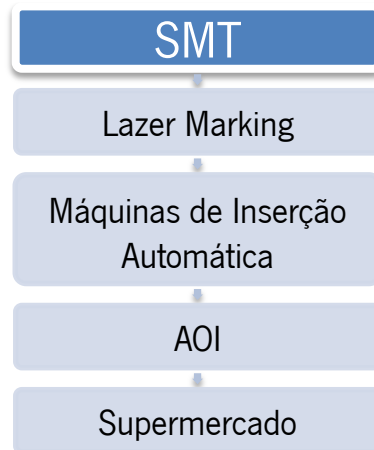 SMT
Lazer Marking
Máquinas de Inserção
Automática
AOI
Supermercado